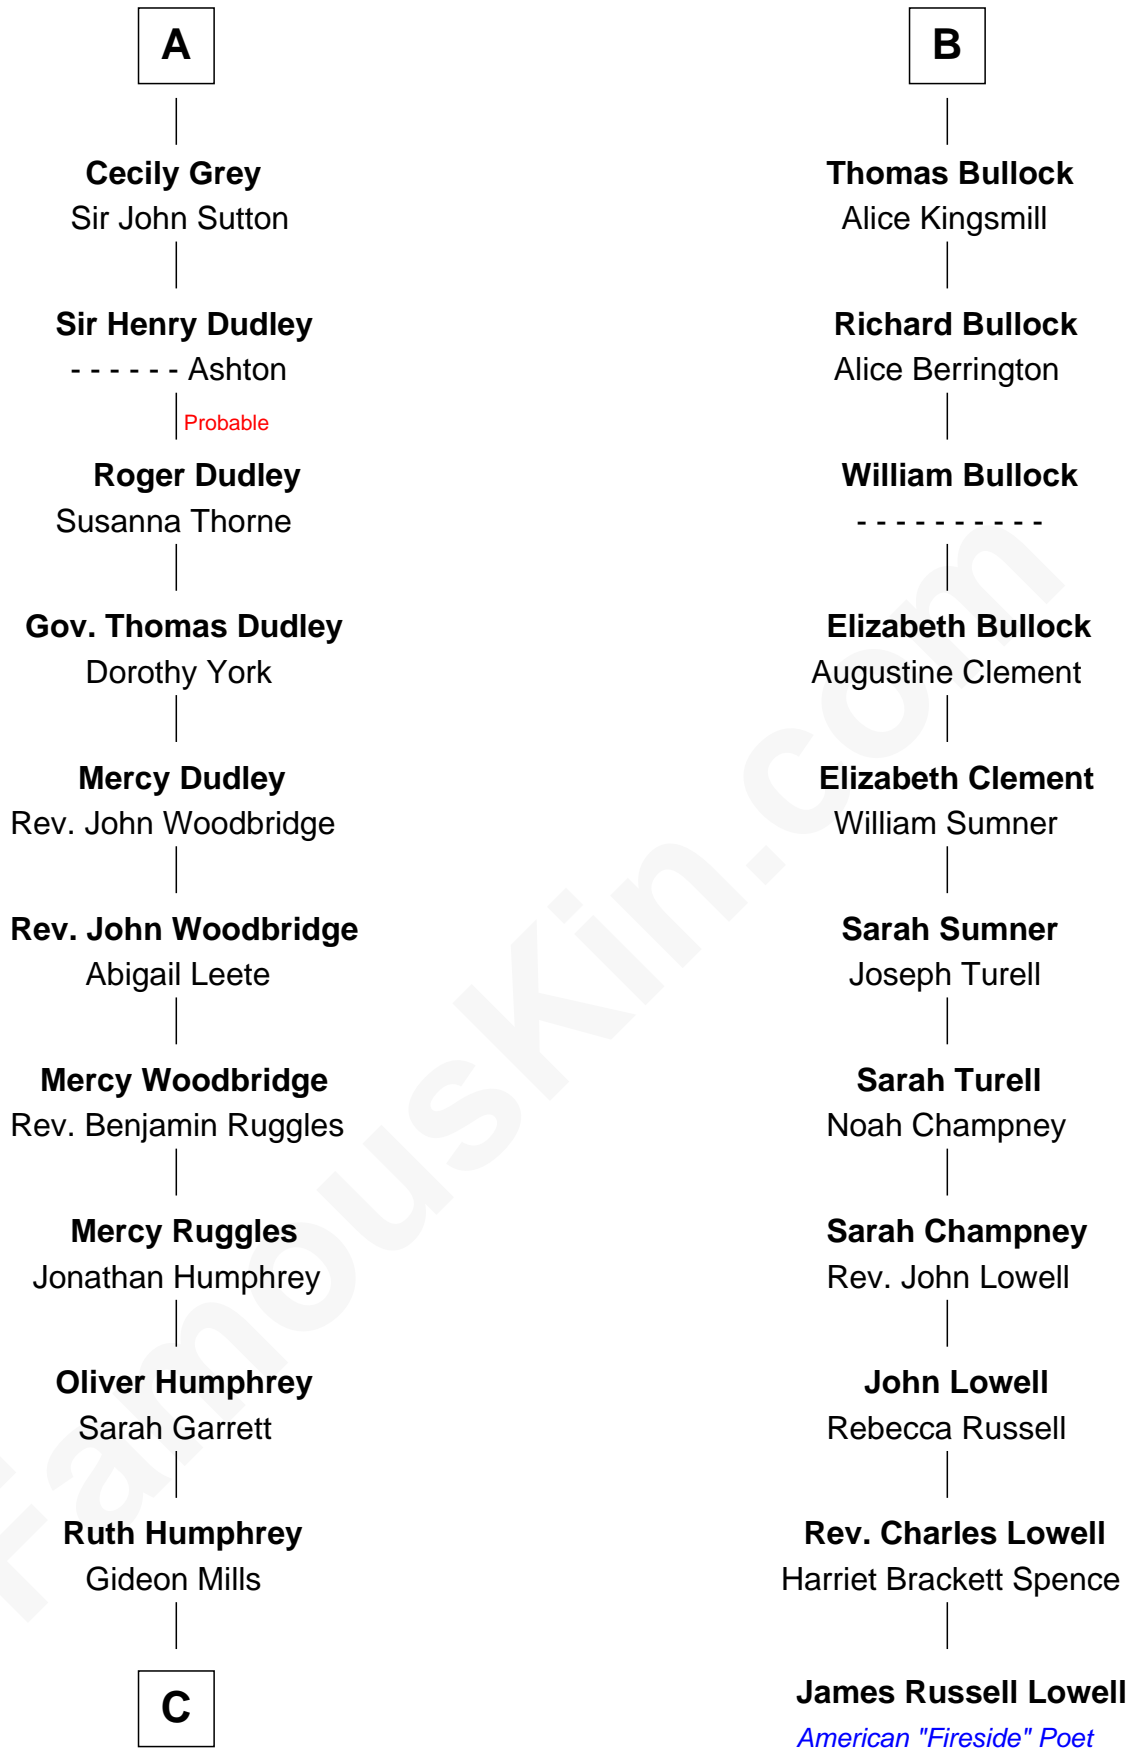 A
Cecily Grey
Sir John Sutton
Sir Henry Dudley
- - - - - - Ashton
Probable
Roger Dudley
Susanna Thorne
Gov. Thomas Dudley
Dorothy York
Mercy Dudley
Rev. John Woodbridge
Rev. John Woodbridge
Abigail Leete
Mercy Woodbridge
Rev. Benjamin Ruggles
Mercy Ruggles
Jonathan Humphrey
Oliver Humphrey
Sarah Garrett
Ruth Humphrey
Gideon Mills
C
B
Thomas Bullock
Alice Kingsmill
Richard Bullock
Alice Berrington
William Bullock
- - - - - - - - - -
Elizabeth Bullock
Augustine Clement
Elizabeth Clement
William Sumner
Sarah Sumner
Joseph Turell
Sarah Turell
Noah Champney
Sarah Champney
Rev. John Lowell
John Lowell
Rebecca Russell
Rev. Charles Lowell
Harriet Brackett Spence
James Russell Lowell
American "Fireside" Poet
FamousKin.com